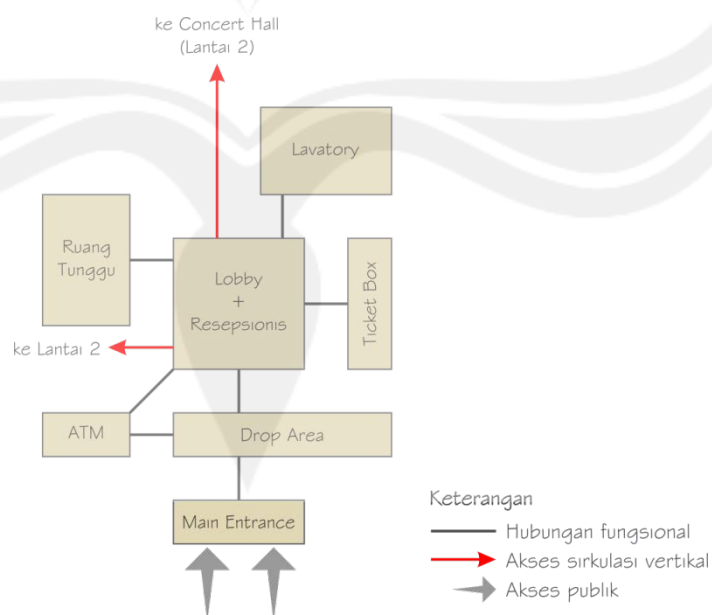 ke Concert Hall
(Lantai 2)
Lavatory
Ruang
Tunggu
Lobby
+
Resepsionis
Ticket Box
ke Lantai 2
ATM
Drop Area
Main Entrance
Keterangan
Hubungan fungsional
Akses sirkulasi vertikal
Akses publik